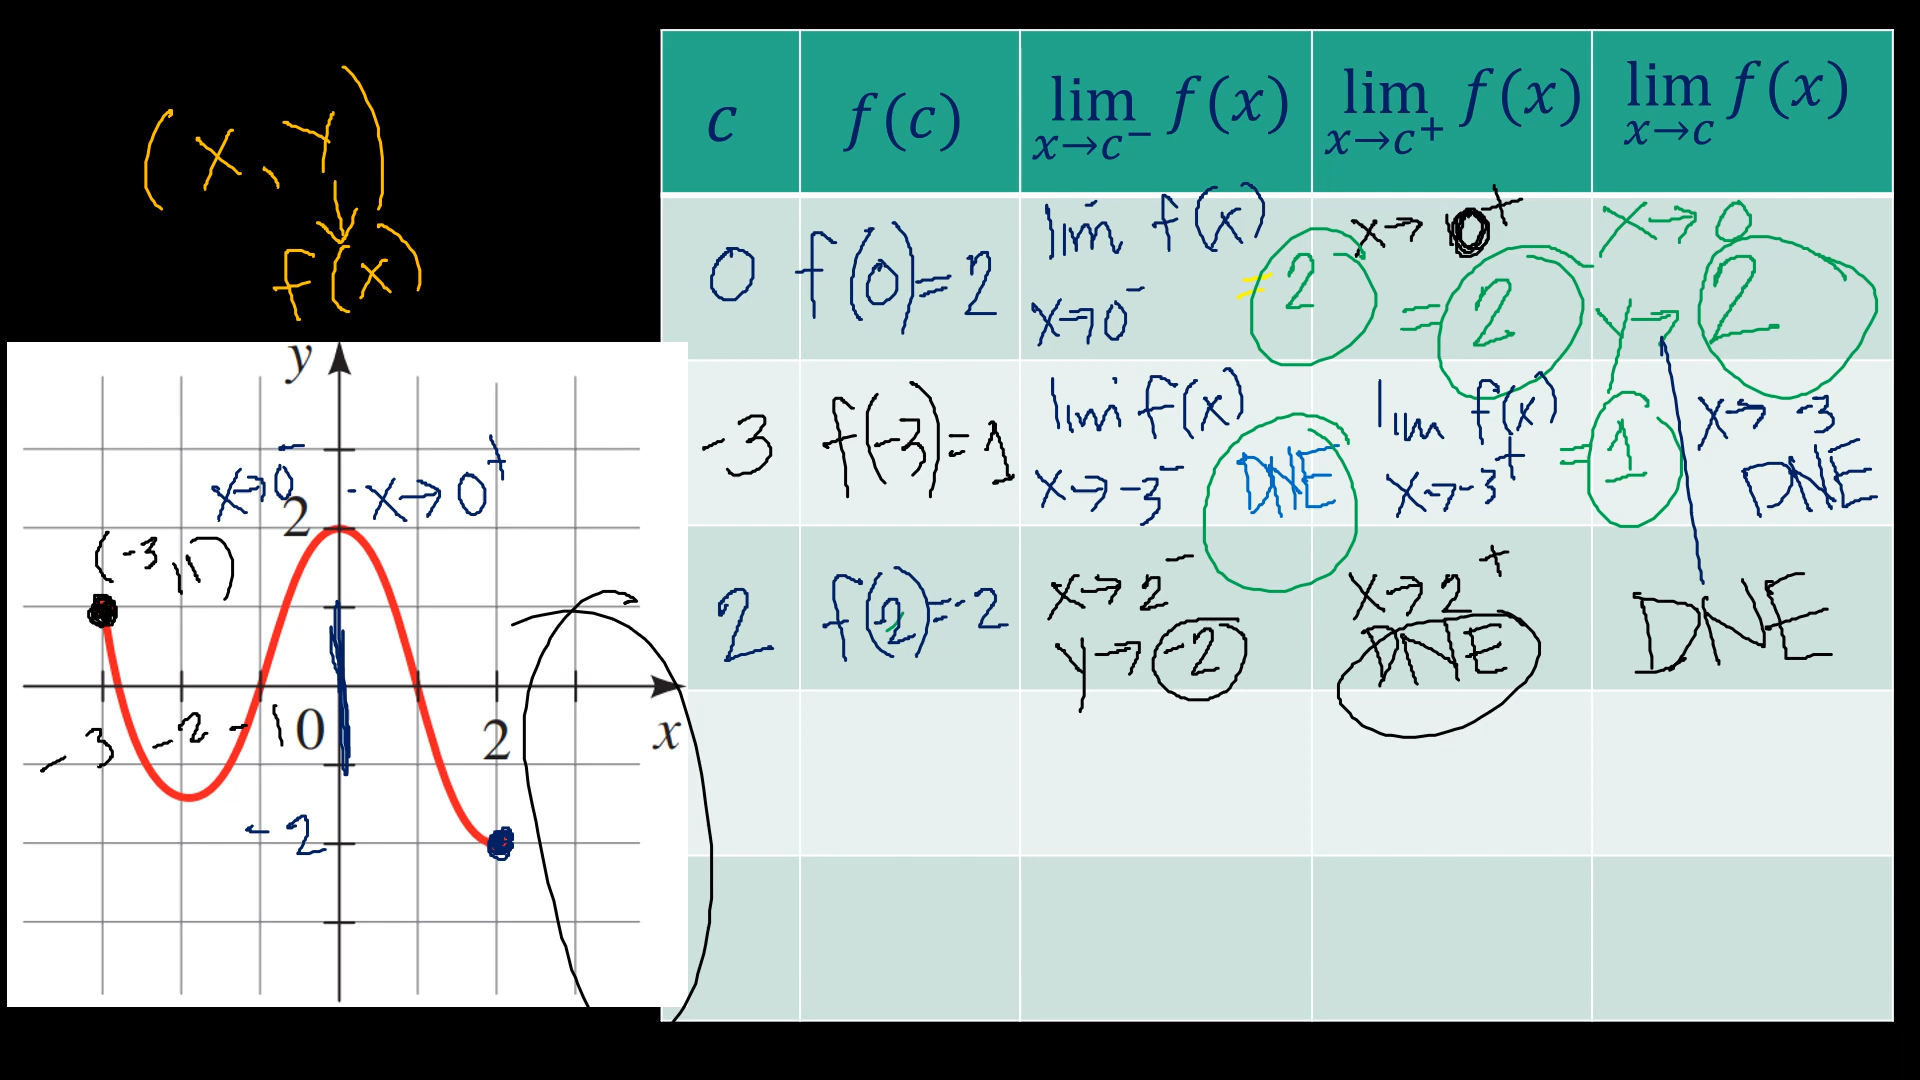 (x, y)
f(x)
y
x→0⁻
x→0⁺
2
(-3, 1)
-3 -2 -1 0 2 x
-2
c f(c) lim x→c⁻ f(x) lim x→c⁺ f(x) lim x→c f(x)
0 f(0)=2 lim f(x) x→0⁻ =2 x→0⁺ =2 x→0 y→2
-3 f(-3)=1 lim f(x) x→-3⁻ DNE lim f(x) x→-3⁺ =1 x→-3 DNE
2 f(2)=-2 x→2⁻ y→-2 x→2⁺ DNE DNE